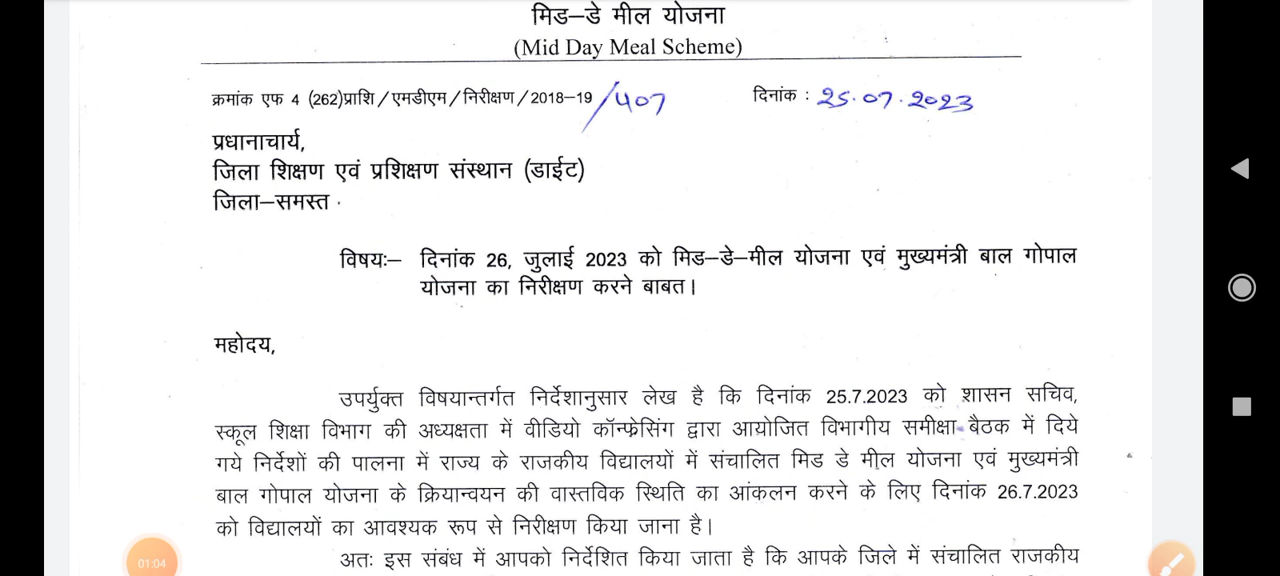 मिड–डे मील योजना
(Mid Day Meal Scheme)
क्रमांक एफ 4 (262)प्राशि/एमडीएम/निरीक्षण/2018–19/407
दिनांक : 25.07.2023
प्रधानाचार्य,
जिला शिक्षण एवं प्रशिक्षण संस्थान (डाईट)
जिला–समस्त
विषयः– दिनांक 26, जुलाई 2023 को मिड–डे–मील योजना एवं मुख्यमंत्री बाल गोपाल
योजना का निरीक्षण करने बाबत।
महोदय,
उपर्युक्त विषयान्तर्गत निर्देशानुसार लेख है कि दिनांक 25.7.2023 को शासन सचिव,
स्कूल शिक्षा विभाग की अध्यक्षता में वीडियो कॉन्फ्रेसिंग द्वारा आयोजित विभागीय समीक्षा बैठक में दिये
गये निर्देशों की पालना में राज्य के राजकीय विद्यालयों में संचालित मिड डे मील योजना एवं मुख्यमंत्री
बाल गोपाल योजना के क्रियान्वयन की वास्तविक स्थिति का आंकलन करने के लिए दिनांक 26.7.2023
को विद्यालयों का आवश्यक रूप से निरीक्षण किया जाना है।
अतः इस संबंध में आपको निर्देशित किया जाता है कि आपके जिले में संचालित राजकीय
01:04